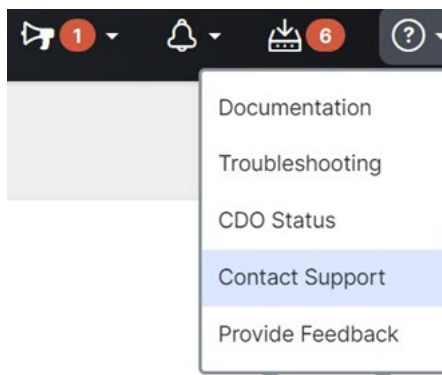 1
6
?
Documentation
Troubleshooting
CDO Status
Contact Support
Provide Feedback